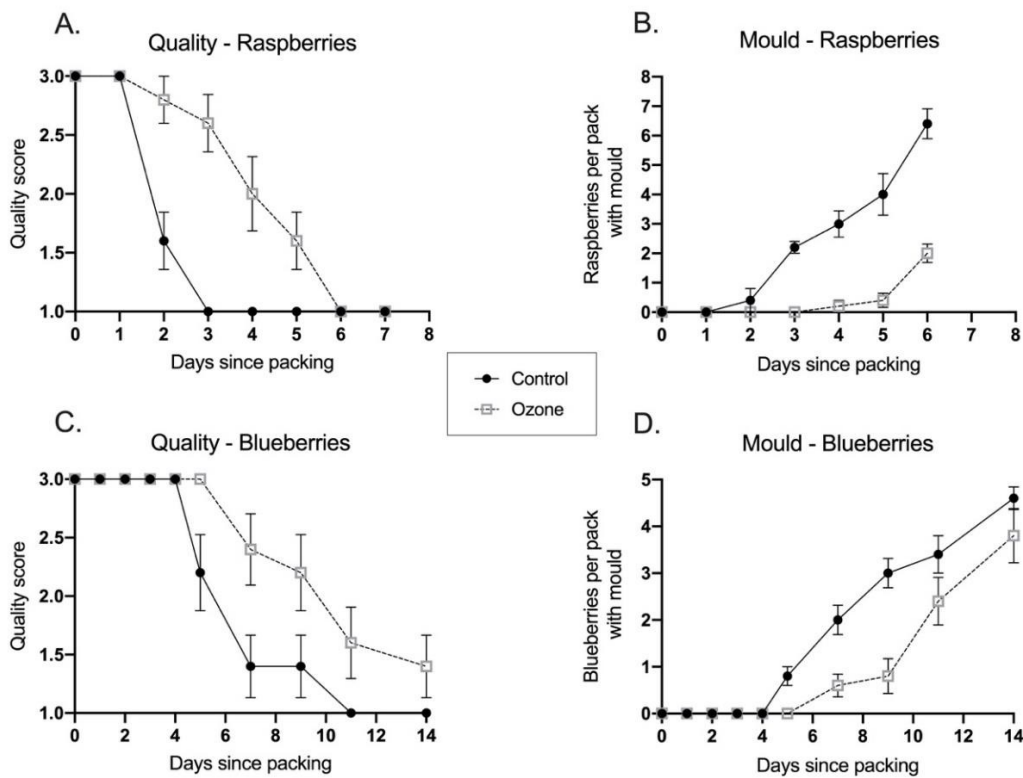 A.
Quality - Raspberries
3.0
2.5
2.0
1.5
1.0
Quality score
0 1 2 3 4 5 6 7 8
Days since packing
B.
Mould - Raspberries
8
7
6
5
4
3
2
1
0
Raspberries per pack
with mould
0 1 2 3 4 5 6 7 8
Days since packing
Control
Ozone
C.
Quality - Blueberries
3.0
2.5
2.0
1.5
1.0
Quality score
0 2 4 6 8 10 12 14
Days since packing
D.
Mould - Blueberries
5
4
3
2
1
0
Blueberries per pack
with mould
0 2 4 6 8 10 12 14
Days since packing